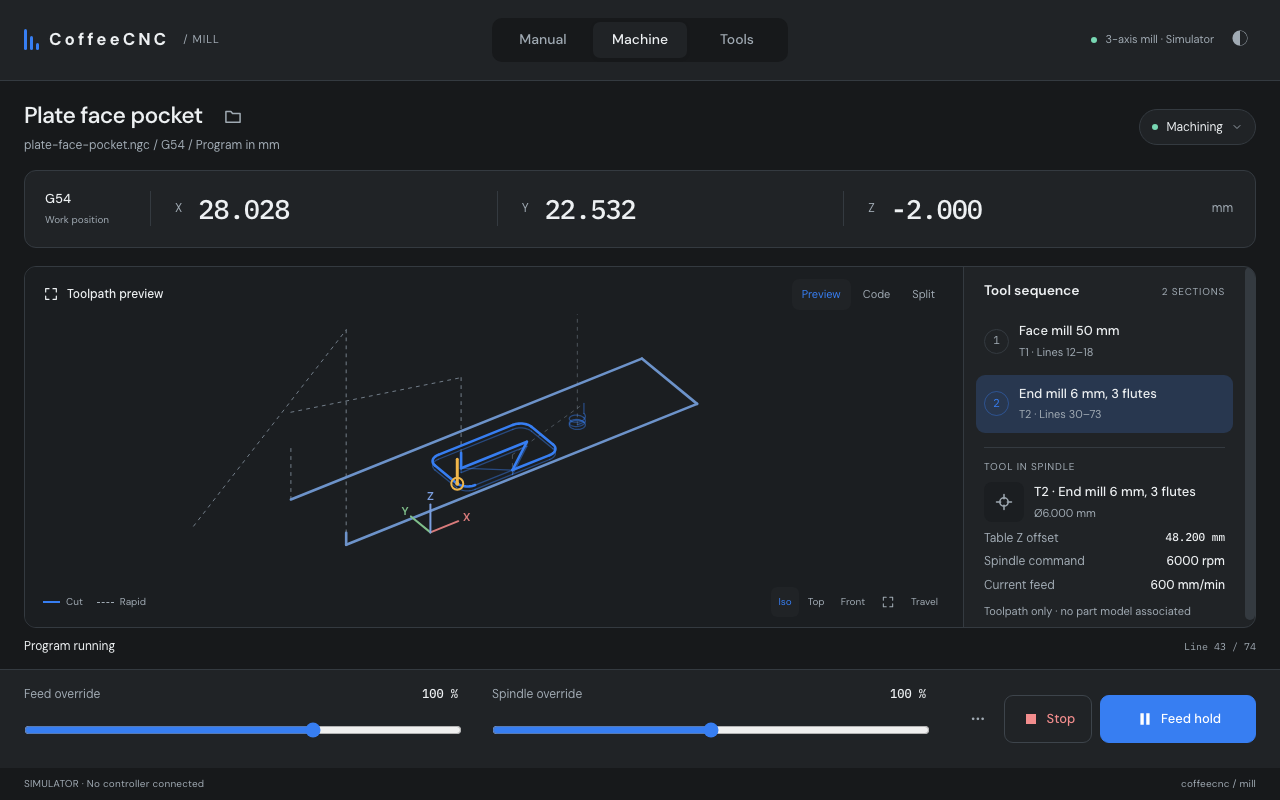 CoffeeCNC / MILL
Manual Machine Tools
3-axis mill · Simulator
Plate face pocket
plate-face-pocket.ngc / G54 / Program in mm
Machining
G54
Work position
X 28.028
Y 22.532
Z -2.000
mm
Toolpath preview
Preview Code Split
Z
Y
X
Cut Rapid
Iso Top Front Travel
Tool sequence 2 SECTIONS
1 Face mill 50 mm
T1 · Lines 12–18
2 End mill 6 mm, 3 flutes
T2 · Lines 30–73
TOOL IN SPINDLE
T2 · End mill 6 mm, 3 flutes
Ø6.000 mm
Table Z offset 48.200 mm
Spindle command 6000 rpm
Current feed 600 mm/min
Toolpath only · no part model associated
Program running Line 43 / 74
Feed override 100 %
Spindle override 100 %
Stop
Feed hold
SIMULATOR · No controller connected coffeecnc / mill